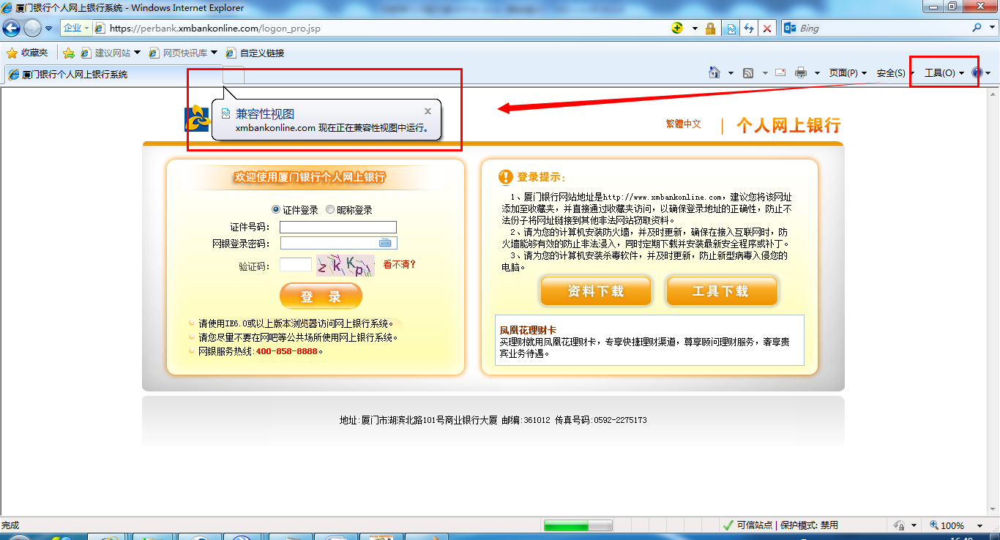 厦门银行个人网上银行系统 - Windows Internet Explorer
企业 https://perbank.xmbankonline.com/logon_pro.jsp Bing
收藏夹 建议网站 网页快讯库 自定义链接
厦门银行个人网上银行系统 页面(P) 安全(S) 工具(O)
兼容性视图
xmbankonline.com 现在正在兼容性视图中运行。
繁體中文 个人网上银行
欢迎使用厦门银行个人网上银行
证件登录 昵称登录
证件号码:
网银登录密码:
验证码: zkKp 看不清?
登 录
请使用IE6.0或以上版本浏览器访问网上银行系统。
请您尽量不要在网吧等公共场所使用网上银行系统。
网银服务热线:400-858-8888。
登录提示:
1、厦门银行网站地址是http://www.xmbankonline.com,建议您将该网址
添加至收藏夹,并直接通过收藏夹访问,以确保登录地址的正确性,防止不
法份子将网址链接到其他非法网站窃取资料。
2、请为您的计算机安装防火墙,并及时更新,确保在接入互联网时,防
火墙能够有效的防止非法浸入,同时定期下载并安装最新安全程序或补丁。
3、请为您的计算机安装杀毒软件,并及时更新,防止新型病毒入侵您的
电脑。
资料下载 工具下载
凤凰花理财卡
买理财就用凤凰花理财卡,专享快捷理财渠道,尊享顾问理财服务,奢享贵
宾业务待遇。
地址:厦门市湖滨北路101号商业银行大厦 邮编:361012 传真号码:0592-2275173
完成 可信站点 | 保护模式: 禁用 100%